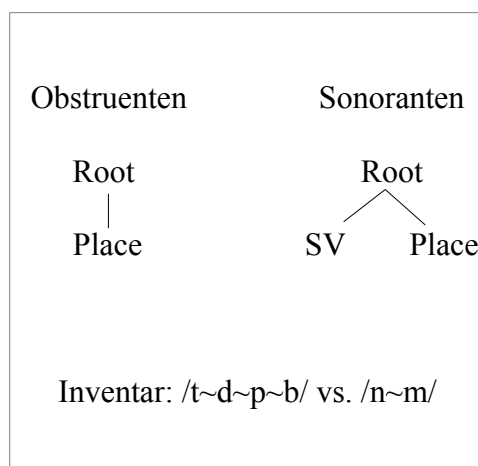 Obstruenten Sonoranten
Root Root
Place SV Place
Inventar: /t~d~p~b/ vs. /n~m/